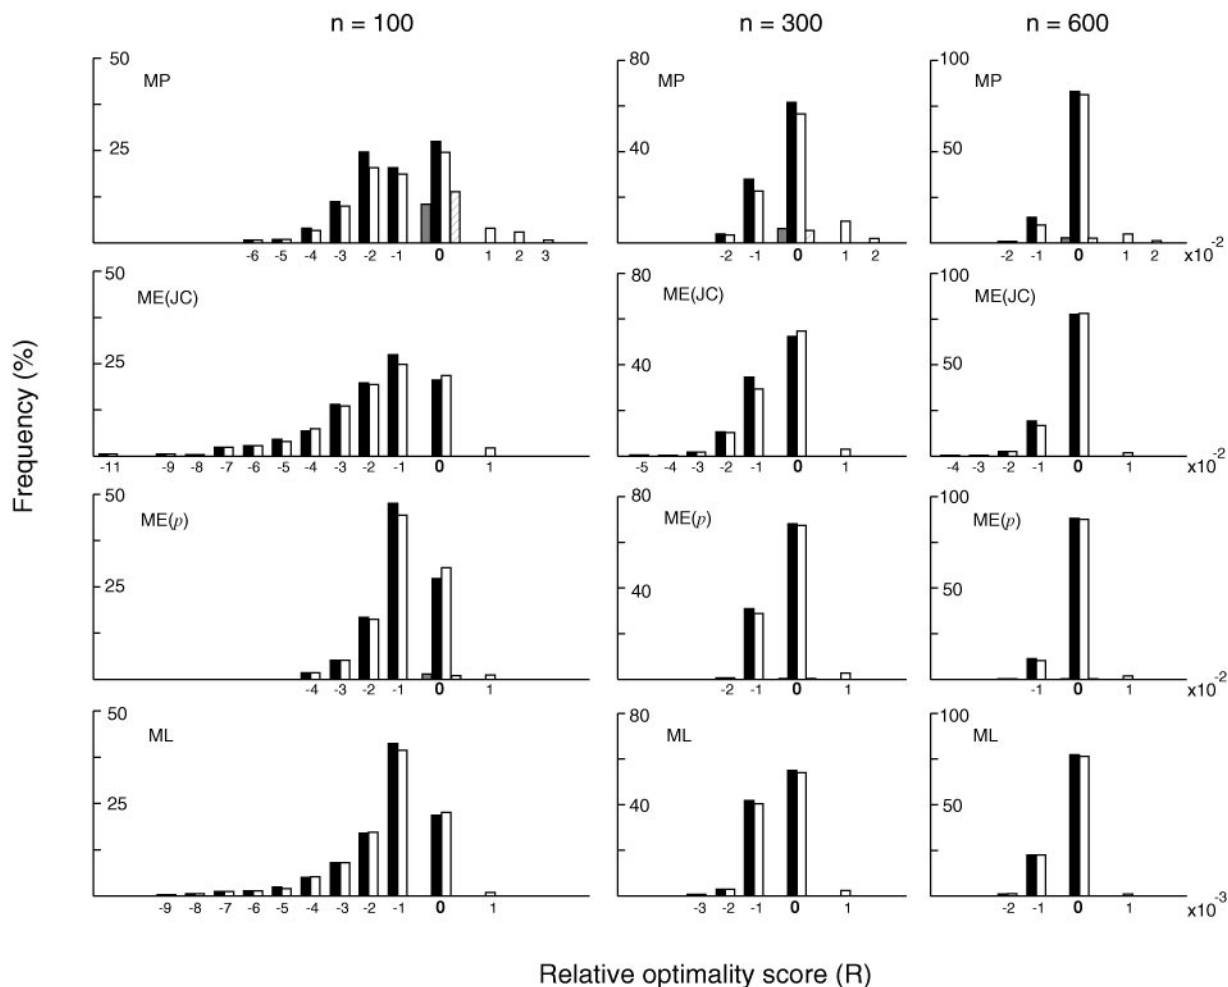 n = 100 n = 300 n = 600
50 80 100
MP MP MP
25 40 50
-6 -5 -4 -3 -2 -1 0 1 2 3 -2 -1 0 1 2 -2 -1 0 1 2 x10-2
50 80 100
ME(JC) ME(JC) ME(JC)
25 40 50
-11 -9 -8 -7 -6 -5 -4 -3 -2 -1 0 1 -5 -4 -3 -2 -1 0 1 -4 -3 -2 -1 0 1 x10-2
Frequency (%)
50 80 100
ME(p) ME(p) ME(p)
25 40 50
-4 -3 -2 -1 0 1 -2 -1 0 1 -1 0 1 x10-2
50 80 100
ML ML ML
25 40 50
-9 -8 -7 -6 -5 -4 -3 -2 -1 0 1 -3 -2 -1 0 1 -2 -1 0 1 x10-3
Relative optimality score (R)